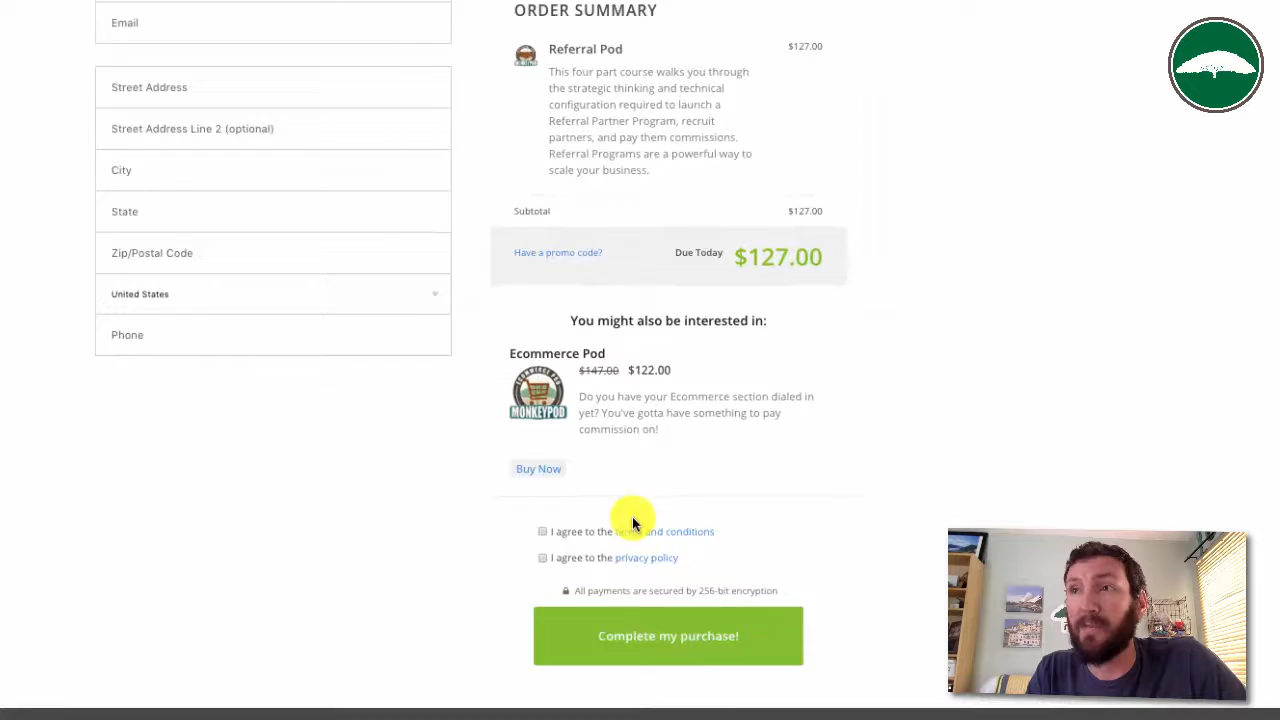 Email
Street Address
Street Address Line 2 (optional)
City
State
Zip/Postal Code
United States
Phone
ORDER SUMMARY
Referral Pod
$127.00
This four part course walks you through
the strategic thinking and technical
configuration required to launch a
Referral Partner Program, recruit
partners, and pay them commissions.
Referral Programs are a powerful way to
scale your business.
Subtotal
$127.00
Have a promo code?
Due Today
$127.00
You might also be interested in:
Ecommerce Pod
$147.00 $122.00
ECOMMERCE POD
MONKEYPOD
Do you have your Ecommerce section dialed in
yet? You've gotta have something to pay
commission on!
Buy Now
I agree to the terms and conditions
I agree to the privacy policy
All payments are secured by 256-bit encryption
Complete my purchase!